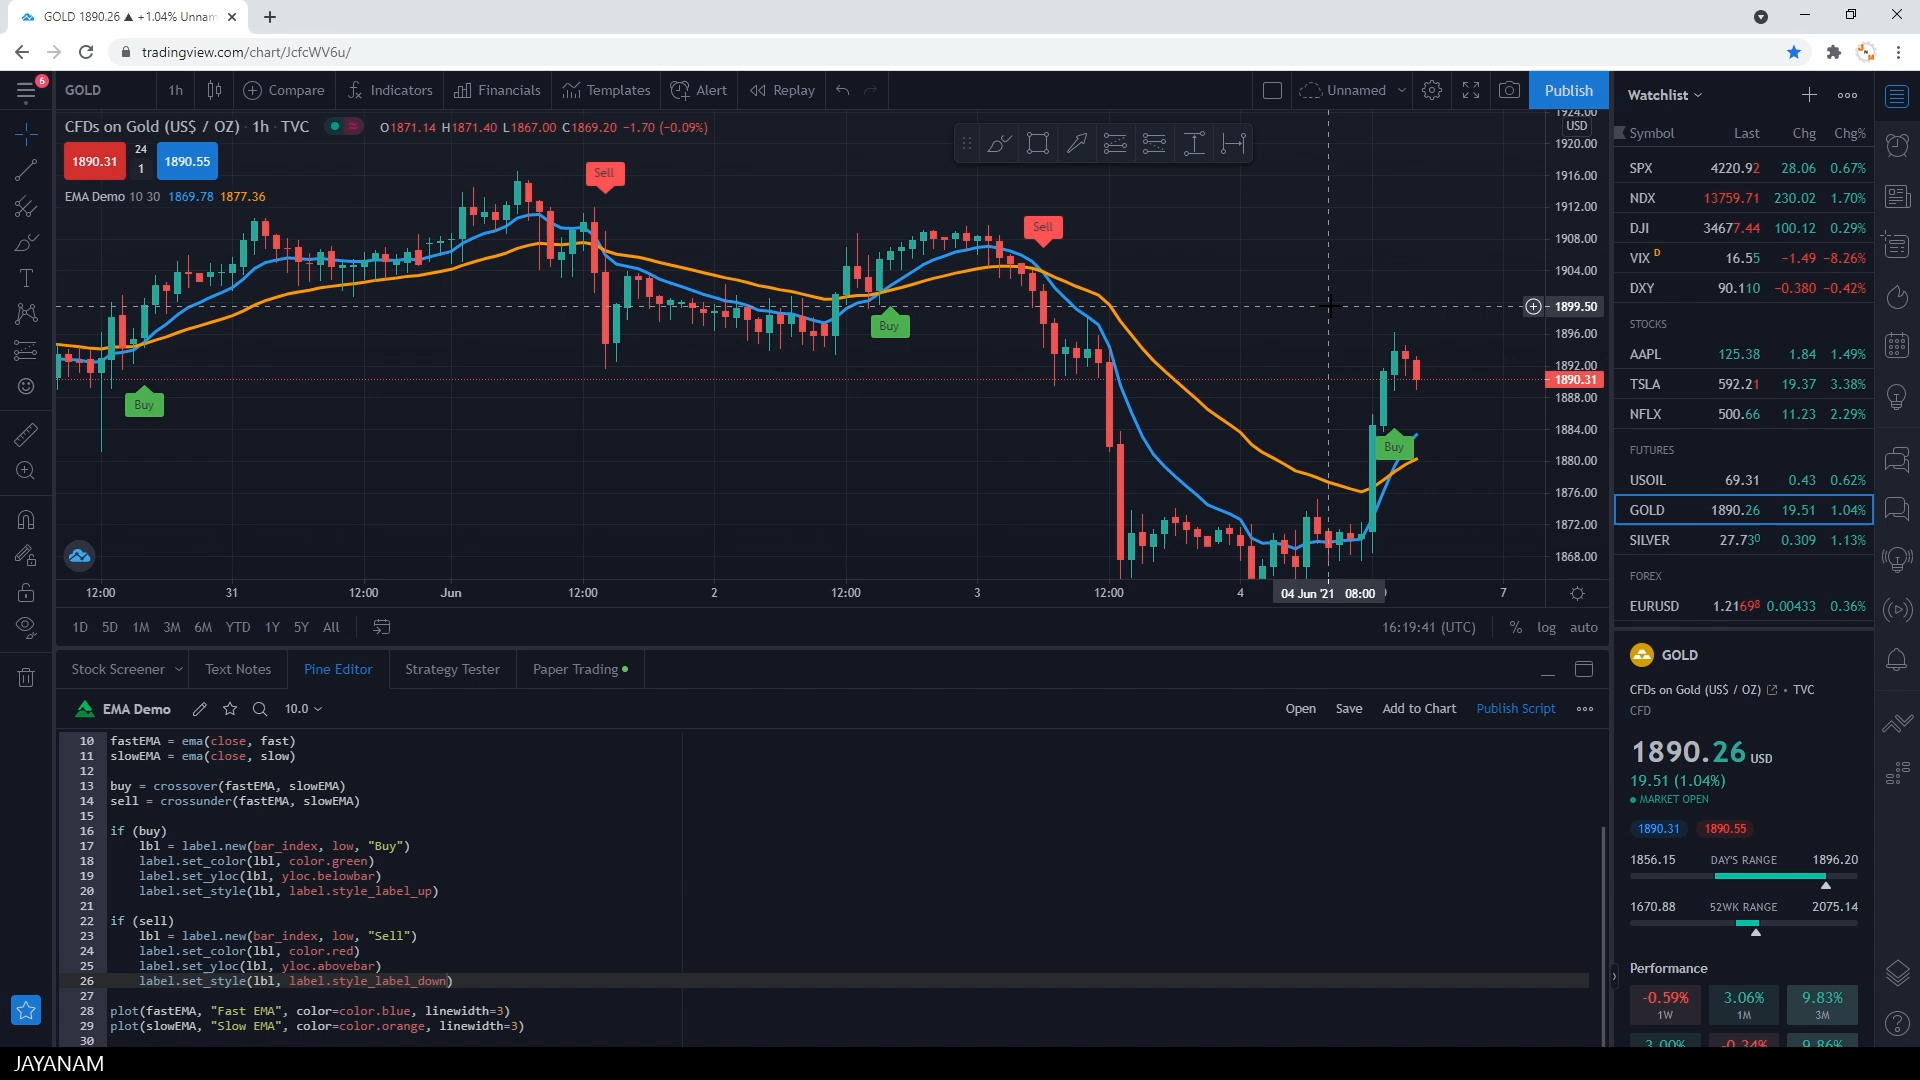 GOLD 1890.26 ▲ +1.04% Unnam
tradingview.com/chart/JcfcWV6u/
6
GOLD 1h Compare Indicators Financials Templates Alert Replay Unnamed Publish
CFDs on Gold (US$ / OZ) · 1h · TVC O1871.14 H1871.40 L1867.00 C1869.20 −1.70 (−0.09%)
1890.31 24 1 1890.55
EMA Demo 10 30 1869.78 1877.36
Sell
Sell
Buy
Buy
Buy
1924.00
USD
1920.00
1916.00
1912.00
1908.00
1904.00
1899.50
1896.00
1892.00
1890.31
1888.00
1884.00
1880.00
1876.00
1872.00
1868.00
12:00 31 12:00 Jun 12:00 2 12:00 3 12:00 4 04 Jun '21 08:00 7
1D 5D 1M 3M 6M YTD 1Y 5Y All 16:19:41 (UTC) % log auto
Stock Screener Text Notes Pine Editor Strategy Tester Paper Trading
EMA Demo 10.0 Open Save Add to Chart Publish Script
10 fastEMA = ema(close, fast)
11 slowEMA = ema(close, slow)
12
13 buy = crossover(fastEMA, slowEMA)
14 sell = crossunder(fastEMA, slowEMA)
15
16 if (buy)
17 lbl = label.new(bar_index, low, "Buy")
18 label.set_color(lbl, color.green)
19 label.set_yloc(lbl, yloc.belowbar)
20 label.set_style(lbl, label.style_label_up)
21
22 if (sell)
23 lbl = label.new(bar_index, low, "Sell")
24 label.set_color(lbl, color.red)
25 label.set_yloc(lbl, yloc.abovebar)
26 label.set_style(lbl, label.style_label_down)
27
28 plot(fastEMA, "Fast EMA", color=color.blue, linewidth=3)
29 plot(slowEMA, "Slow EMA", color=color.orange, linewidth=3)
30
Watchlist
Symbol Last Chg Chg%
SPX 4220.92 28.06 0.67%
NDX 13759.71 230.02 1.70%
DJI 34677.44 100.12 0.29%
VIX D 16.55 −1.49 −8.26%
DXY 90.110 −0.380 −0.42%
STOCKS
AAPL 125.38 1.84 1.49%
TSLA 592.21 19.37 3.38%
NFLX 500.66 11.23 2.29%
FUTURES
USOIL 69.31 0.43 0.62%
GOLD 1890.26 19.51 1.04%
SILVER 27.730 0.309 1.13%
FOREX
EURUSD 1.21698 0.00433 0.36%
GOLD
CFDs on Gold (US$ / OZ) • TVC
CFD
1890.26 USD
19.51 (1.04%)
MARKET OPEN
1890.31 1890.55
1856.15 DAY'S RANGE 1896.20
1670.88 52WK RANGE 2075.14
Performance
-0.59% 3.06% 9.83%
1W 1M 3M
3.00% -0.34% 9.86%
JAYANAM